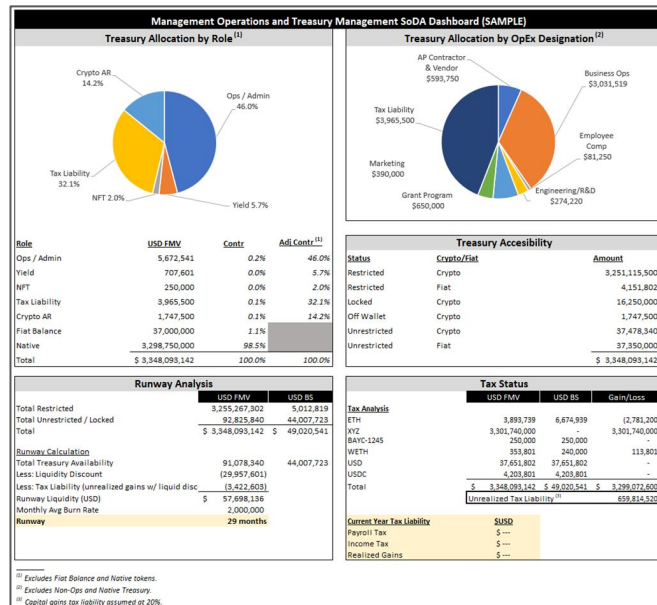 Management Operations and Treasury Management SoDA Dashboard (SAMPLE)
Treasury Allocation by Role (1)
Crypto AR
14.2%
Ops / Admin
46.0%
Tax Liability
32.1%
NFT 2.0%
Yield 5.7%
Role USD FMV Contr Adj Contr (1)
Ops / Admin 5,672,541 0.2% 46.0%
Yield 707,601 0.0% 5.7%
NFT 250,000 0.0% 2.0%
Tax Liability 3,965,500 0.1% 32.1%
Crypto AR 1,747,500 0.1% 14.2%
Fiat Balance 37,000,000 1.1%
Native 3,298,750,000 98.5%
Total $ 3,348,093,142 100.0% 100.0%
Treasury Allocation by OpEx Designation (2)
AP Contractor
& Vendor
$593,750
Business Ops
$3,031,519
Tax Liability
$3,965,500
Employee
Comp
$81,250
Marketing
$390,000
Engineering/R&D
$274,220
Grant Program
$650,000
Treasury Accesibility
Status Crypto/Fiat Amount
Restricted Crypto 3,251,115,500
Restricted Fiat 4,151,802
Locked Crypto 16,250,000
Off Wallet Crypto 1,747,500
Unrestricted Crypto 37,478,340
Unrestricted Fiat 37,350,000
$ 3,348,093,142
Runway Analysis
USD FMV USD BS
Total Restricted 3,255,267,302 5,012,819
Total Unrestricted / Locked 92,825,840 44,007,723
Total $ 3,348,093,142 $ 49,020,541
Runway Calculation
Total Treasury Availability 91,078,340 44,007,723
Less: Liquidity Discount (29,957,601)
Less: Tax Liability (unrealized gains w/ liquid disc (3,422,603)
Runway Liquidity (USD) $ 57,698,136
Monthly Avg Burn Rate 2,000,000
Runway 29 months
Tax Status
USD FMV USD BS Gain/Loss
Tax Analysis
ETH 3,893,739 6,674,939 (2,781,200
XYZ 3,301,740,000 - 3,301,740,000
BAYC-1245 250,000 250,000 -
WETH 353,801 240,000 113,801
USD 37,651,802 37,651,802 -
USDC 4,203,801 4,203,801 -
Total $ 3,348,093,142 $ 49,020,541 $ 3,299,072,600
Unrealized Tax Liability (3) 659,814,520
Current Year Tax Liability $USD
Payroll Tax $ ---
Income Tax $ ---
Realized Gains $ ---
(1) Excludes Fiat Balance and Native tokens.
(2) Excludes Non-Ops and Native Treasury.
(3) Capital gains tax liability assumed at 20%.